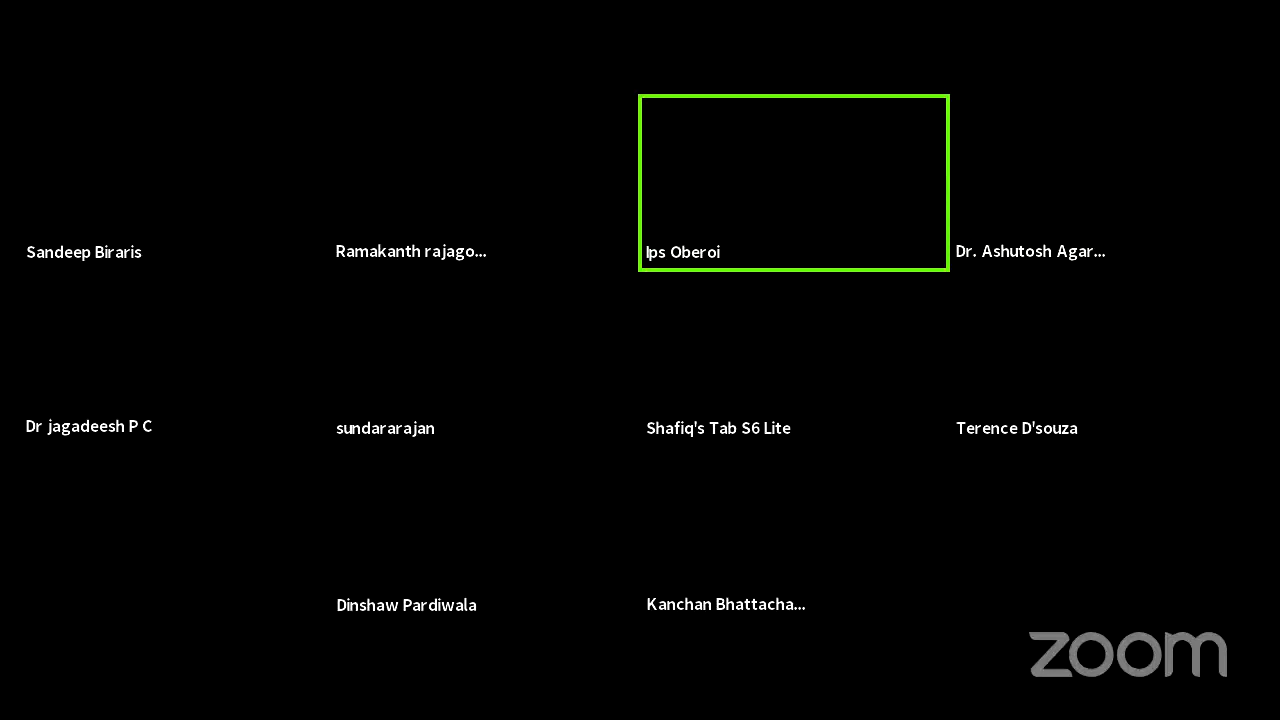 Sandeep Biraris
Ramakanth rajago...
Ips Oberoi
Dr. Ashutosh Agar...
Dr jagadeesh P C
sundararajan
Shafiq's Tab S6 Lite
Terence D'souza
Dinshaw Pardiwala
Kanchan Bhattacha...
zoom